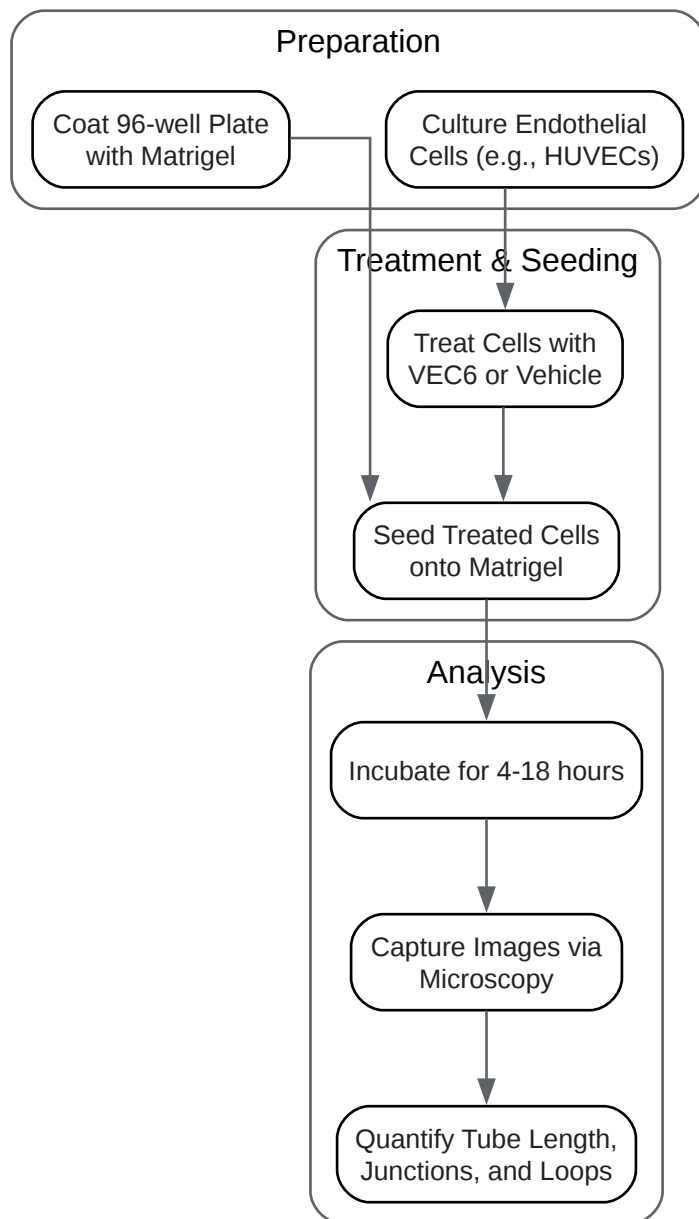 Preparation
Coat 96-well Plate
with Matrigel
Culture Endothelial
Cells (e.g., HUVECs)
Treatment & Seeding
Treat Cells with
VEC6 or Vehicle
Seed Treated Cells
onto Matrigel
Analysis
Incubate for 4-18 hours
Capture Images via
Microscopy
Quantify Tube Length,
Junctions, and Loops